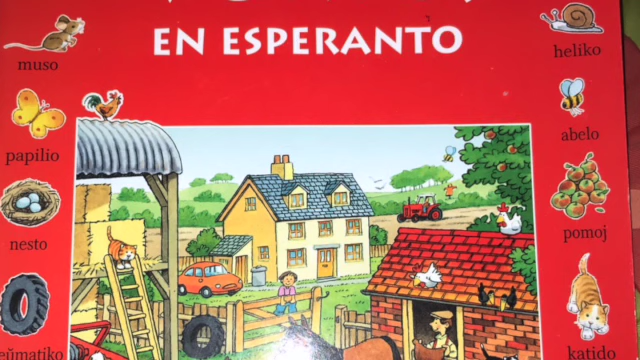 EN ESPERANTO
muso
papilio
nesto
heliko
abelo
pomoj
katido